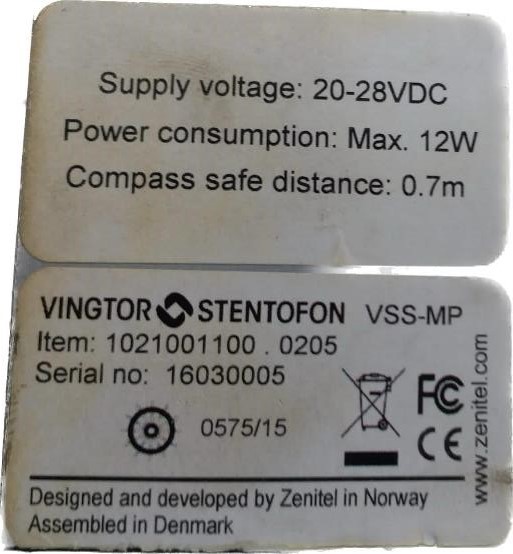 Supply voltage: 20-28VDC
Power consumption: Max. 12W
Compass safe distance: 0.7m
VINGTOR STENTOFON VSS-MP
Item: 1021001100 . 0205
Serial no: 16030005
0575/15
FC
CE
www.zenitel.com
Designed and developed by Zenitel in Norway
Assembled in Denmark